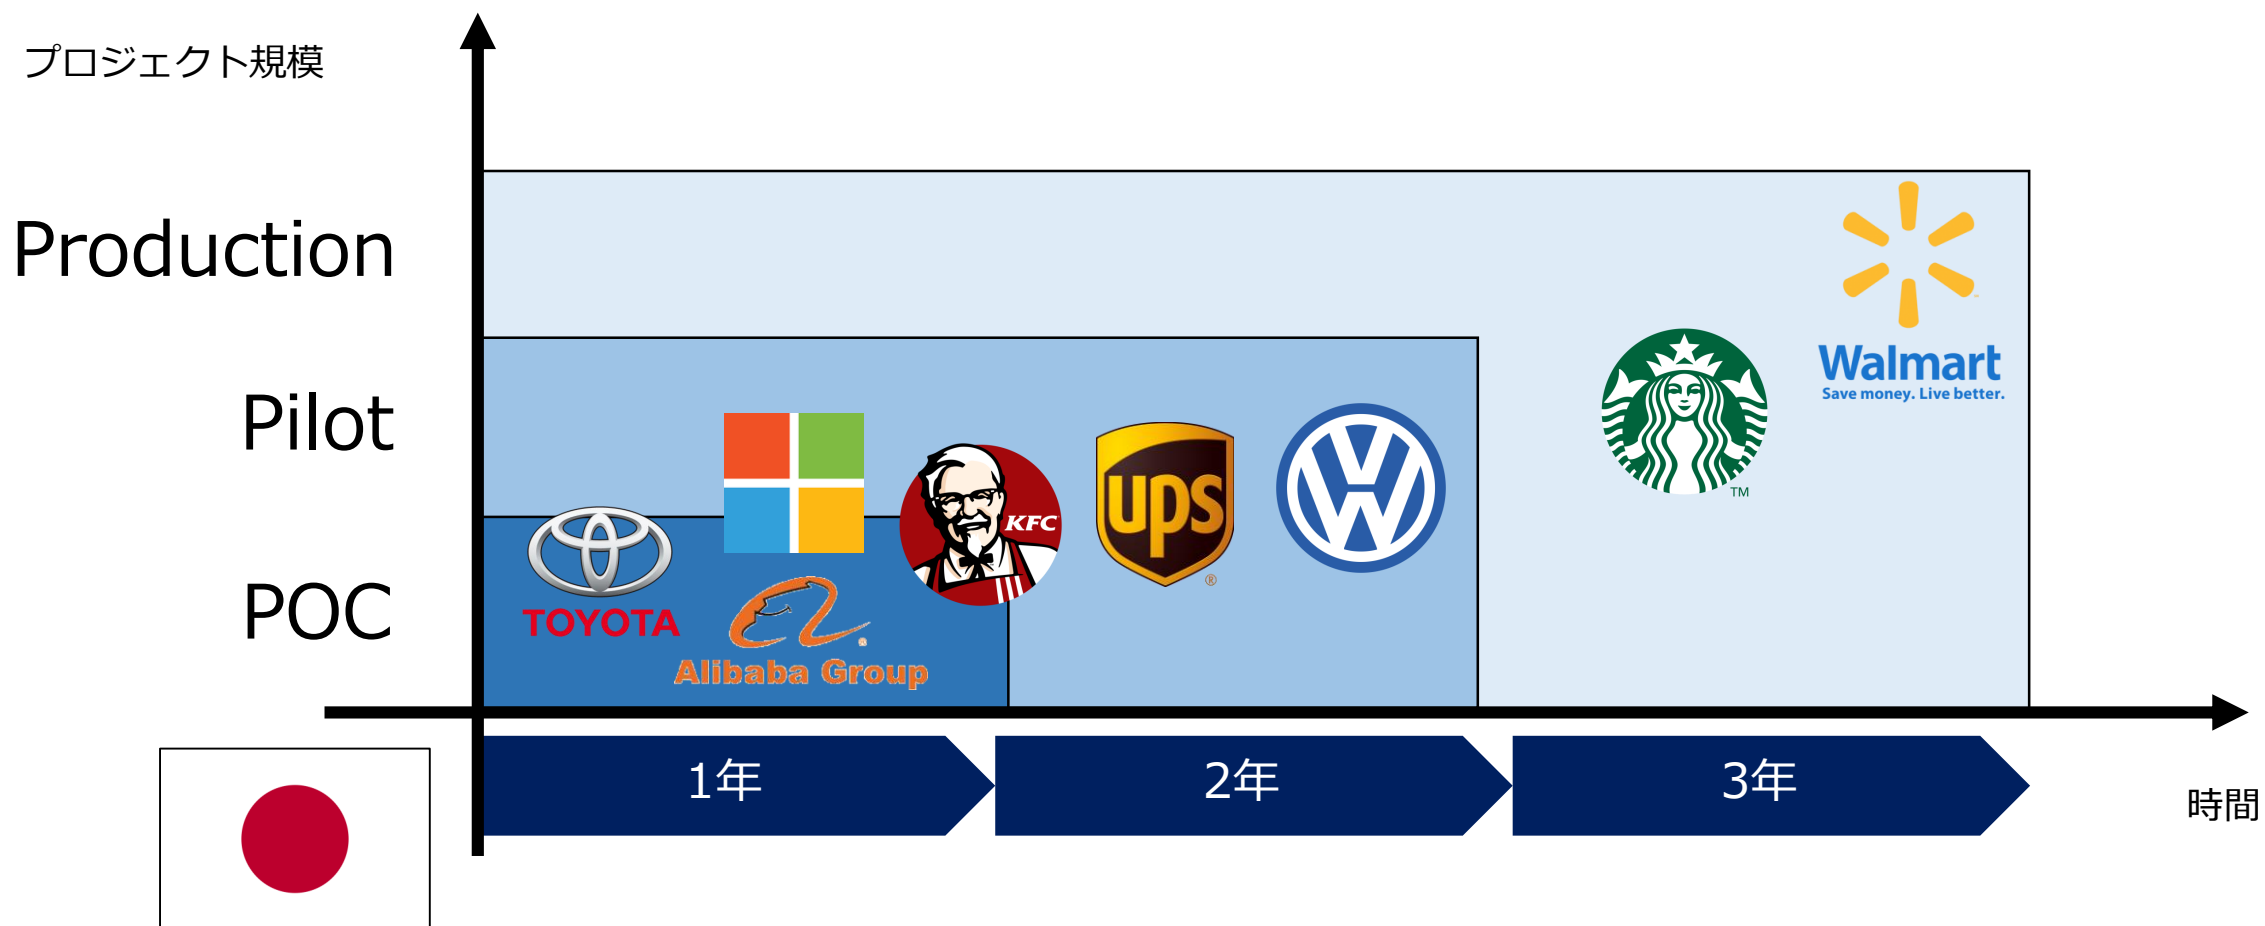 プロジェクト規模
Production
Pilot
POC
Walmart
Save money. Live better.
TM
KFC
ups
®
TOYOTA
Alibaba Group
1年
2年
3年
時間